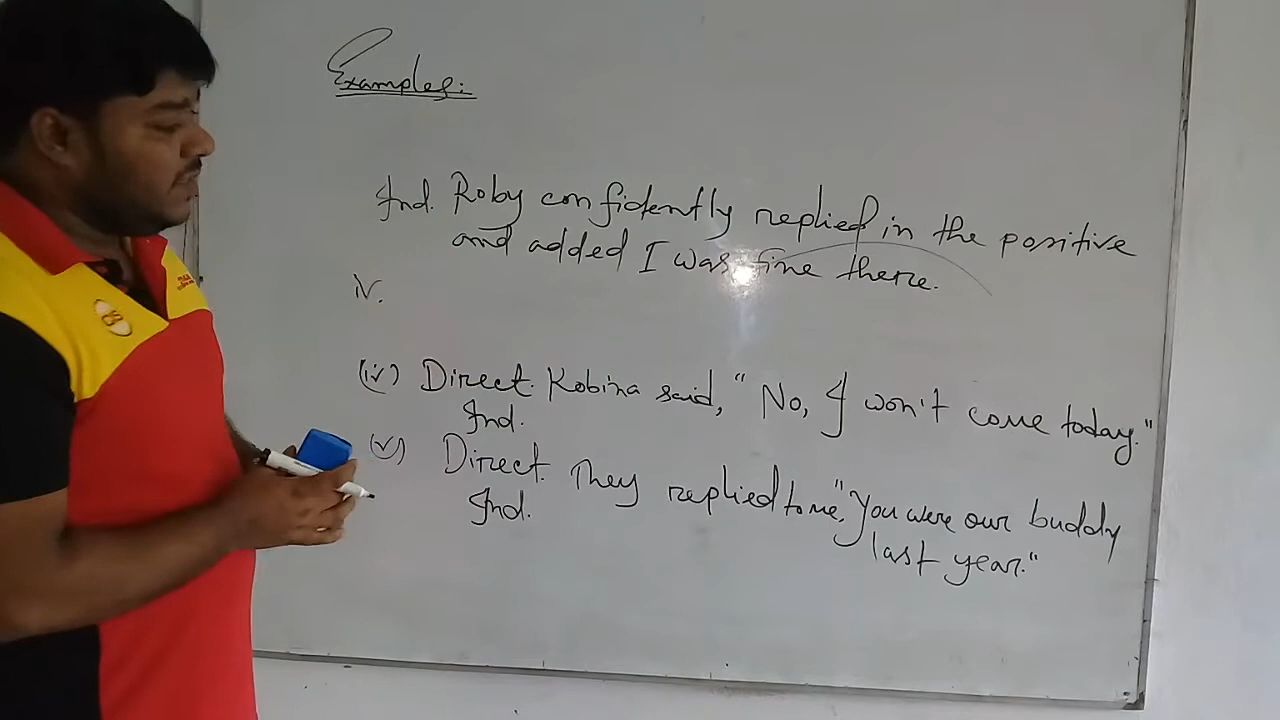 Examples:
Ind. Roby confidently replied in the positive
and added I was fine there.
iv.
(iv) Direct. Kobina said, "No, I won't come today."
Ind.
(v) Direct. They replied to me, "You were our buddy
last year."
Ind.